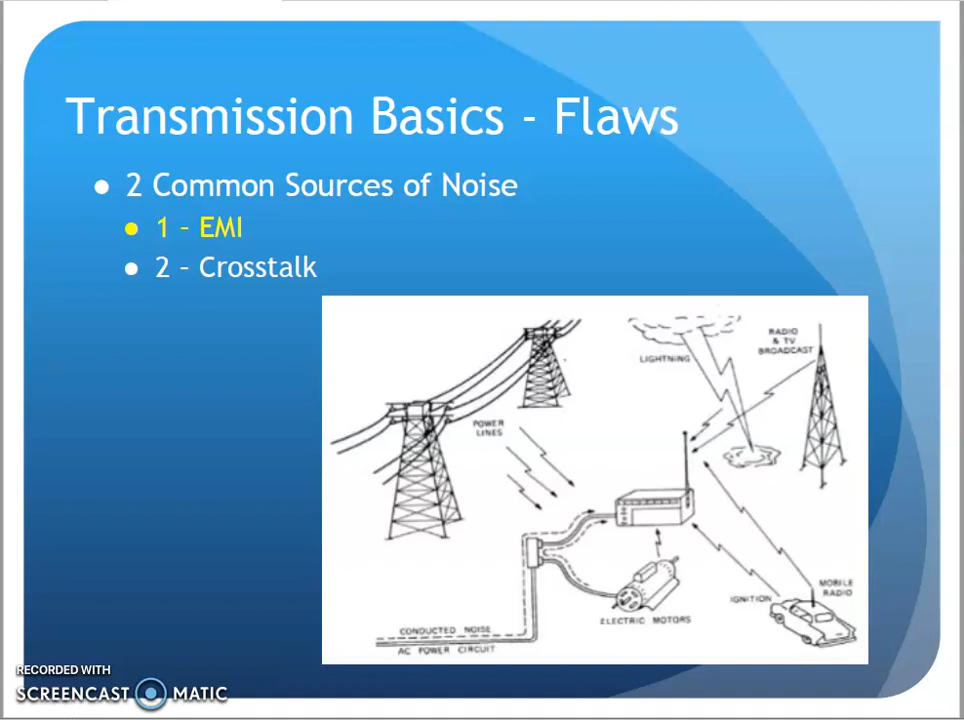 Transmission Basics - Flaws
● 2 Common Sources of Noise
● 1 – EMI
● 2 – Crosstalk
LIGHTNING
RADIO
& TV
BROADCAST
POWER
LINES
MOBILE
RADIO
IGNITION
ELECTRIC MOTORS
CONDUCTED NOISE
AC POWER CIRCUIT
RECORDED WITH
SCREENCAST MATIC